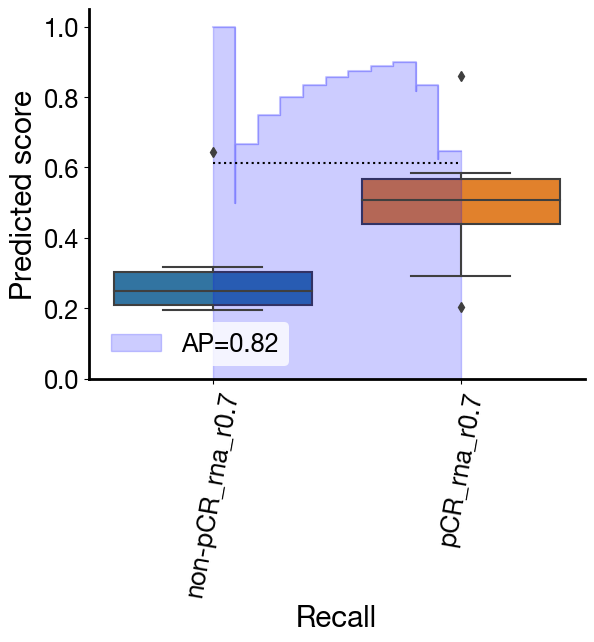 1.0
0.8
0.6
0.4
0.2
0.0
Predicted score
AP=0.82
non-pCR_rna_r0.7
pCR_rna_r0.7
Recall